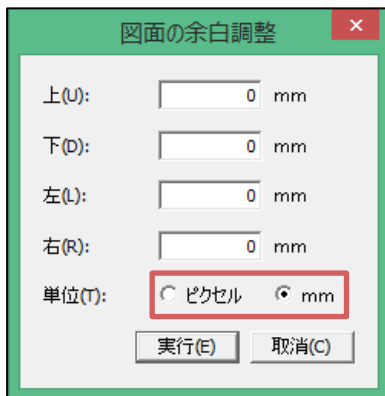 図面の余白調整
上(U): 0 mm
下(D): 0 mm
左(L): 0 mm
右(R): 0 mm
単位(T): ピクセル mm
実行(E) 取消(C)